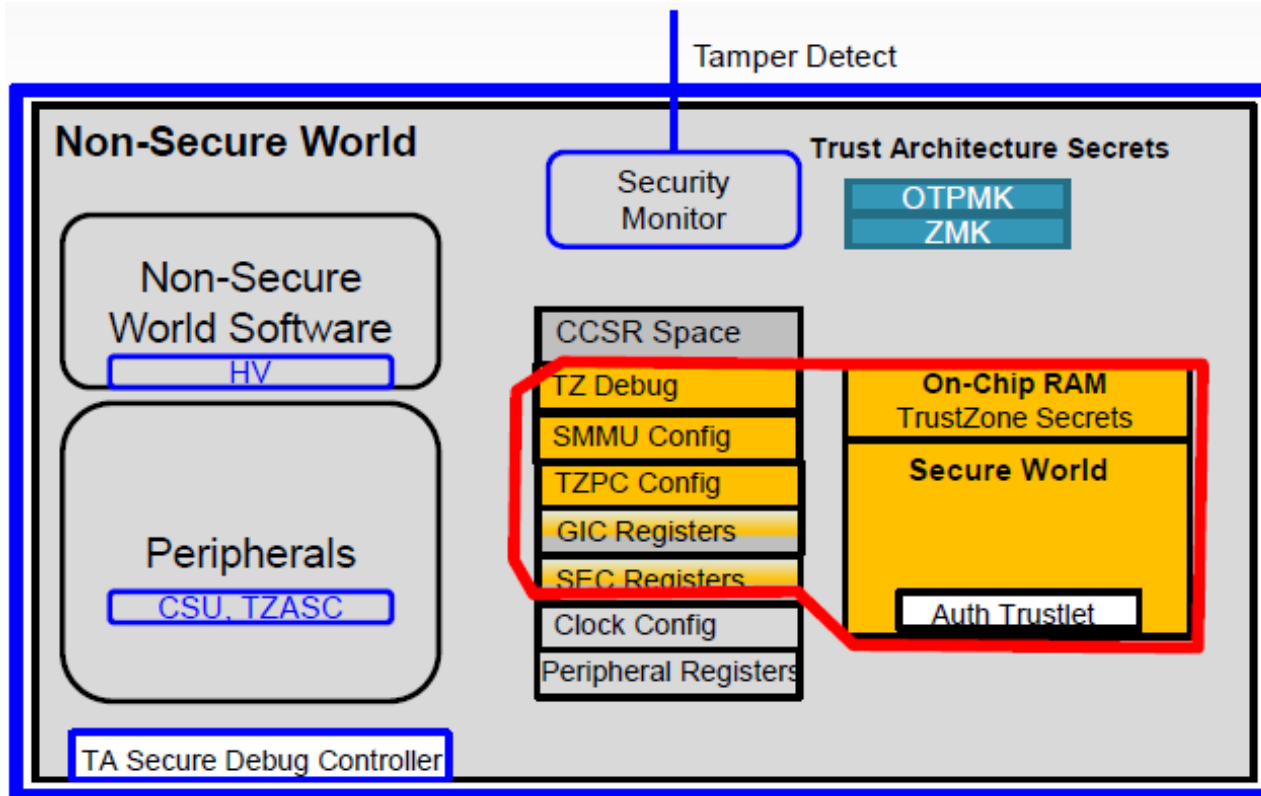 Tamper Detect
Non-Secure World
Security
Monitor
Trust Architecture Secrets
OTPMK
ZMK
Non-Secure
World Software
HV
CCSR Space
TZ Debug
SMMU Config
TZPC Config
GIC Registers
SEC Registers
Clock Config
Peripheral Registers
On-Chip RAM
TrustZone Secrets
Secure World
Auth Trustlet
Peripherals
CSU, TZASC
TA Secure Debug Controller